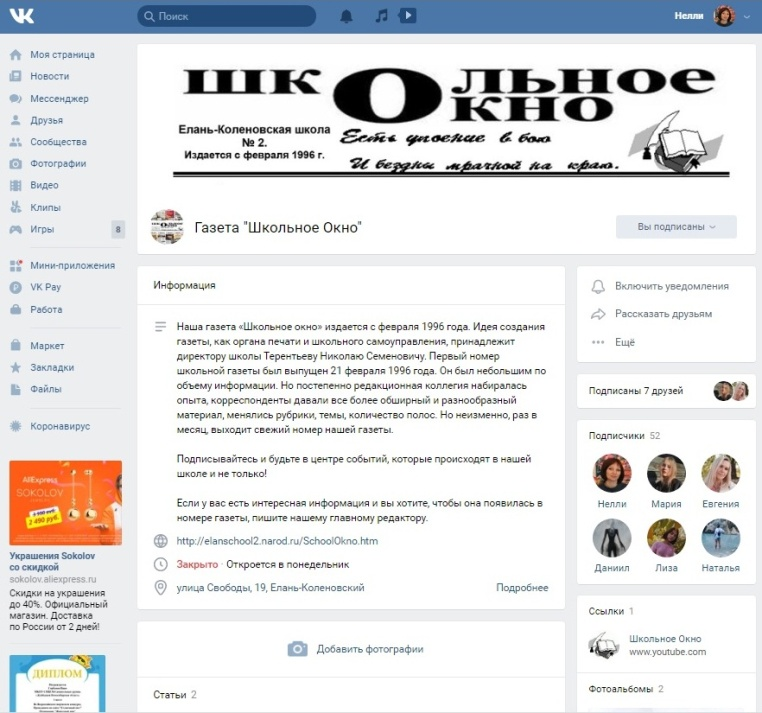 Поиск
Нелли
Моя страница
Новости
Мессенджер
Друзья
Сообщества
Фотографии
Видео
Клипы
Игры
8
Мини-приложения
VK Pay
Работа
Маркет
Закладки
Файлы
Коронавирус
AliExpress
SOKOLOV
2 490 руб.
Украшения Sokolov
со скидкой
sokolov.aliexpress.ru
Скидки на украшения
до 40%. Официальный
магазин. Доставка
по России от 2 дней!
ДИПЛОМ
ШКОЛЬНОЕ
ОКНО
Елань-Коленовская школа
№ 2.
Издается с февраля 1996 г.
Есть упоение в бою
И бездны мрачной на краю.
Газета "Школьное Окно"
Вы подписаны
Информация
Наша газета «Школьное окно» издается с февраля 1996 года. Идея создания
газеты, как органа печати и школьного самоуправления, принадлежит
директору школы Терентьеву Николаю Семеновичу. Первый номер
школьной газеты был выпущен 21 февраля 1996 года. Он был небольшим по
объему информации. Но постепенно редакционная коллегия набиралась
опыта, корреспонденты давали все более обширный и разнообразный
материал, менялись рубрики, темы, количество полос. Но неизменно, раз в
месяц, выходит свежий номер нашей газеты.
Подписывайтесь и будьте в центре событий, которые происходят в нашей
школе и не только!
Если у вас есть интересная информация и вы хотите, чтобы она появилась в
номере газеты, пишите нашему главному редактору.
http://elanschool2.narod.ru/SchoolOkno.htm
Закрыто · Откроется в понедельник
улица Свободы, 19, Елань-Коленовский
Подробнее
Добавить фотографии
Статьи 2
Включить уведомления
Рассказать друзьям
Ещё
Подписаны 7 друзей
Подписчики 52
Нелли
Мария
Евгения
Даниил
Лиза
Наталья
Ссылки 1
Школьное Окно
www.youtube.com
Фотоальбомы 2